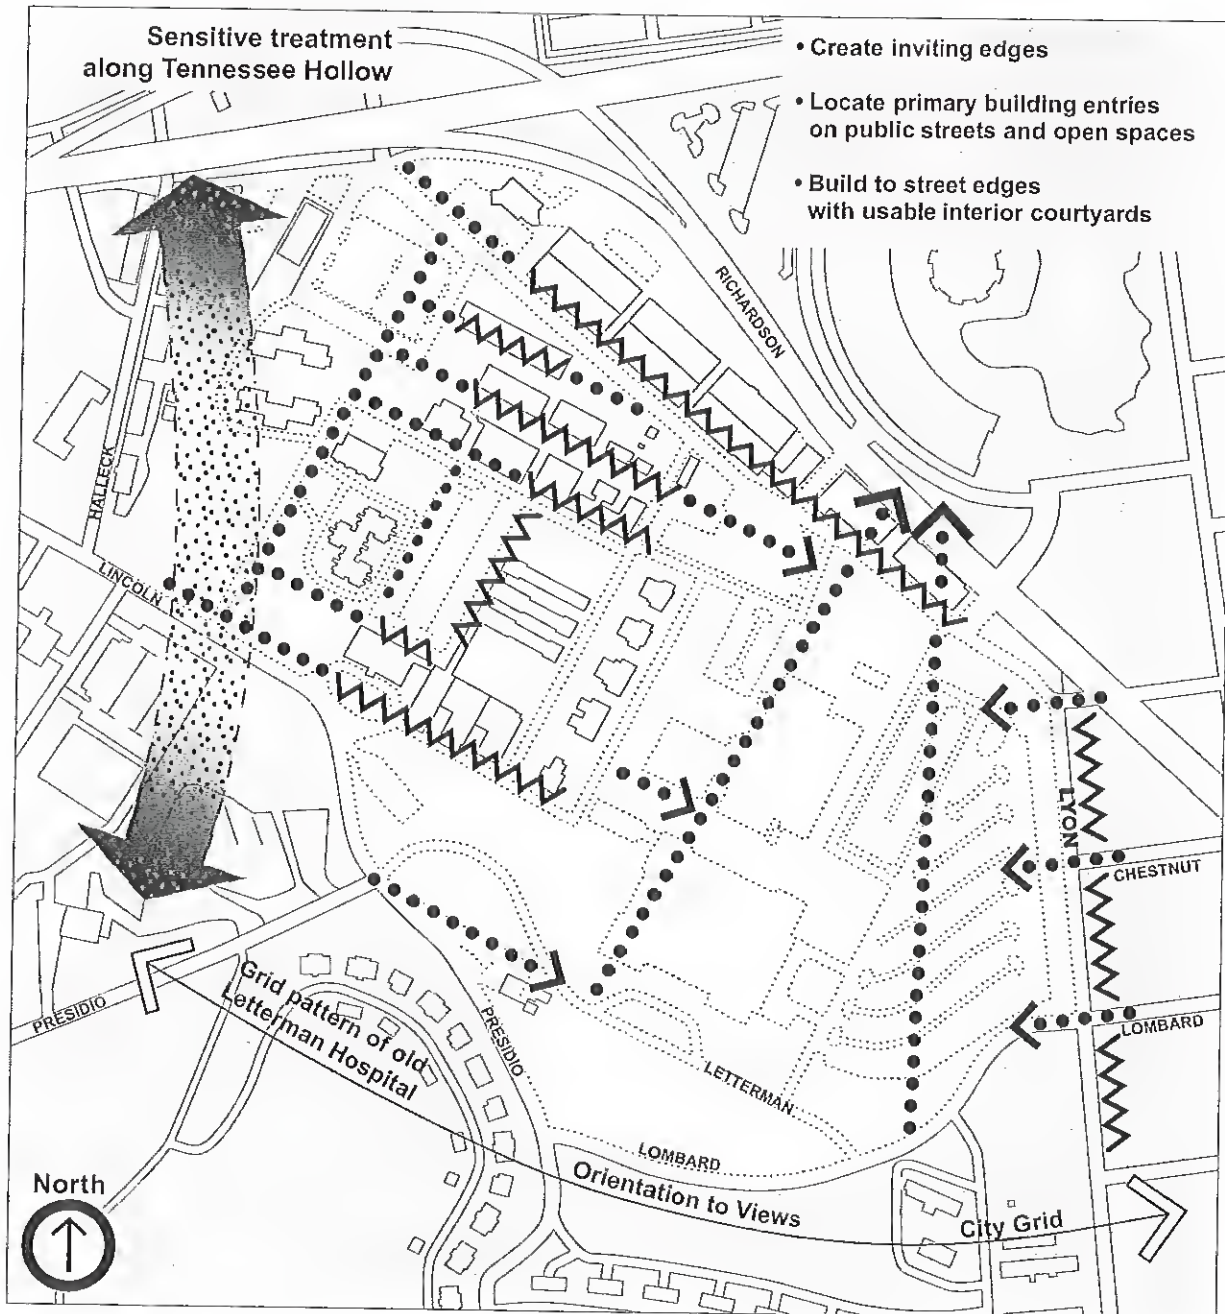 Sensitive treatment
along Tennessee Hollow
• Create inviting edges
• Locate primary building entries
on public streets and open spaces
• Build to street edges
with usable interior courtyards
RICHARDSON
HALLECK
LINCOLN
LYON
CHESTNUT
PRESIDIO
Grid pattern of old
Letterman Hospital
PRESIDIO
LOMBARD
LETTERMAN
LOMBARD
North
Orientation to Views
City Grid